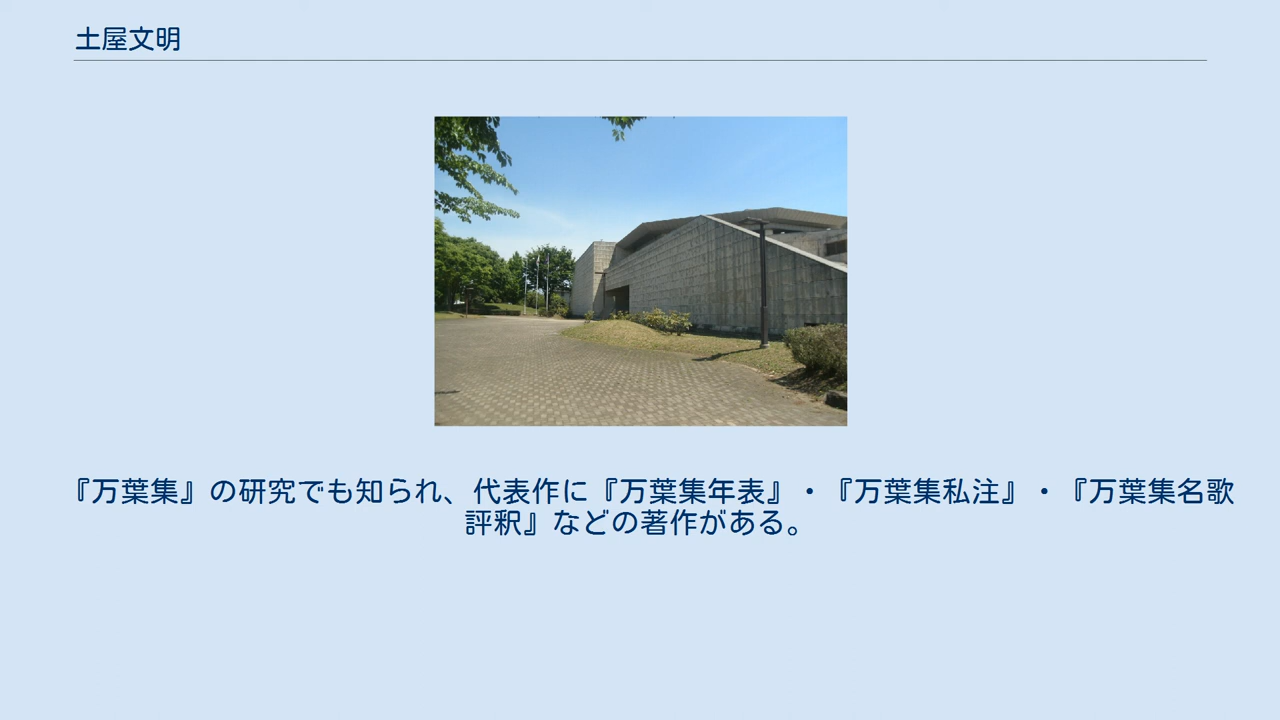 土屋文明
『万葉集』の研究でも知られ、代表作に『万葉集年表』・『万葉集私注』・『万葉集名歌
評釈』などの著作がある。